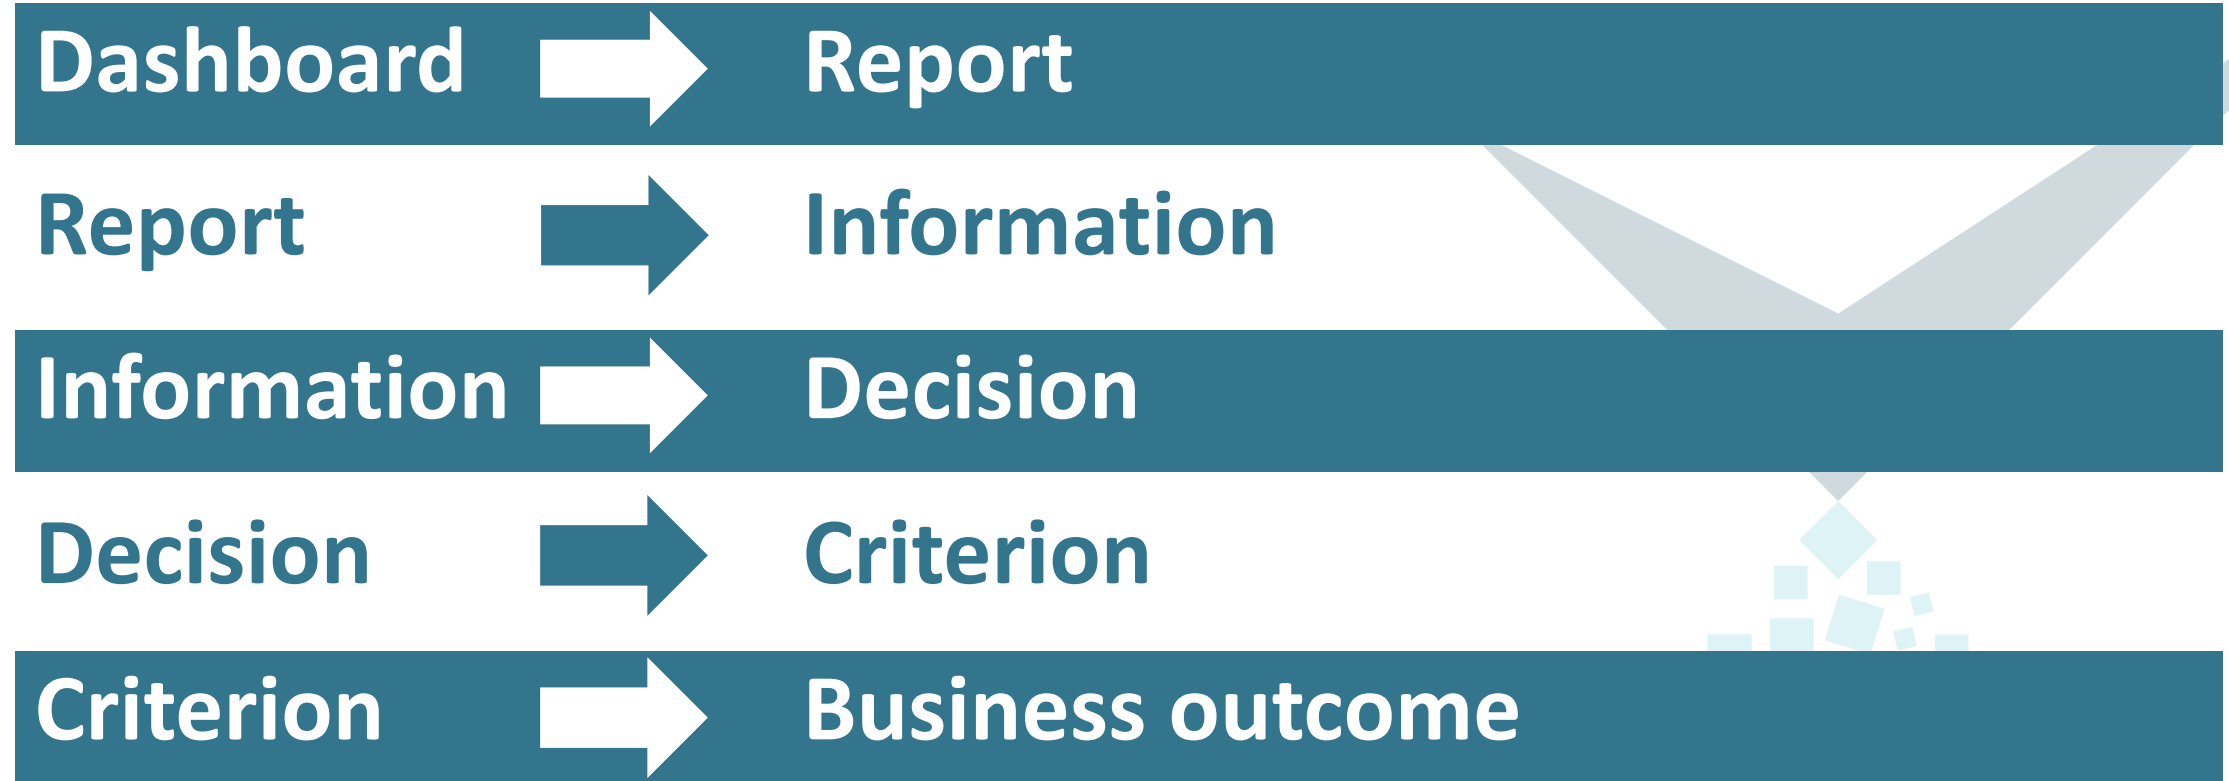 Dashboard Report
Report Information
Information Decision
Decision Criterion
Criterion Business outcome